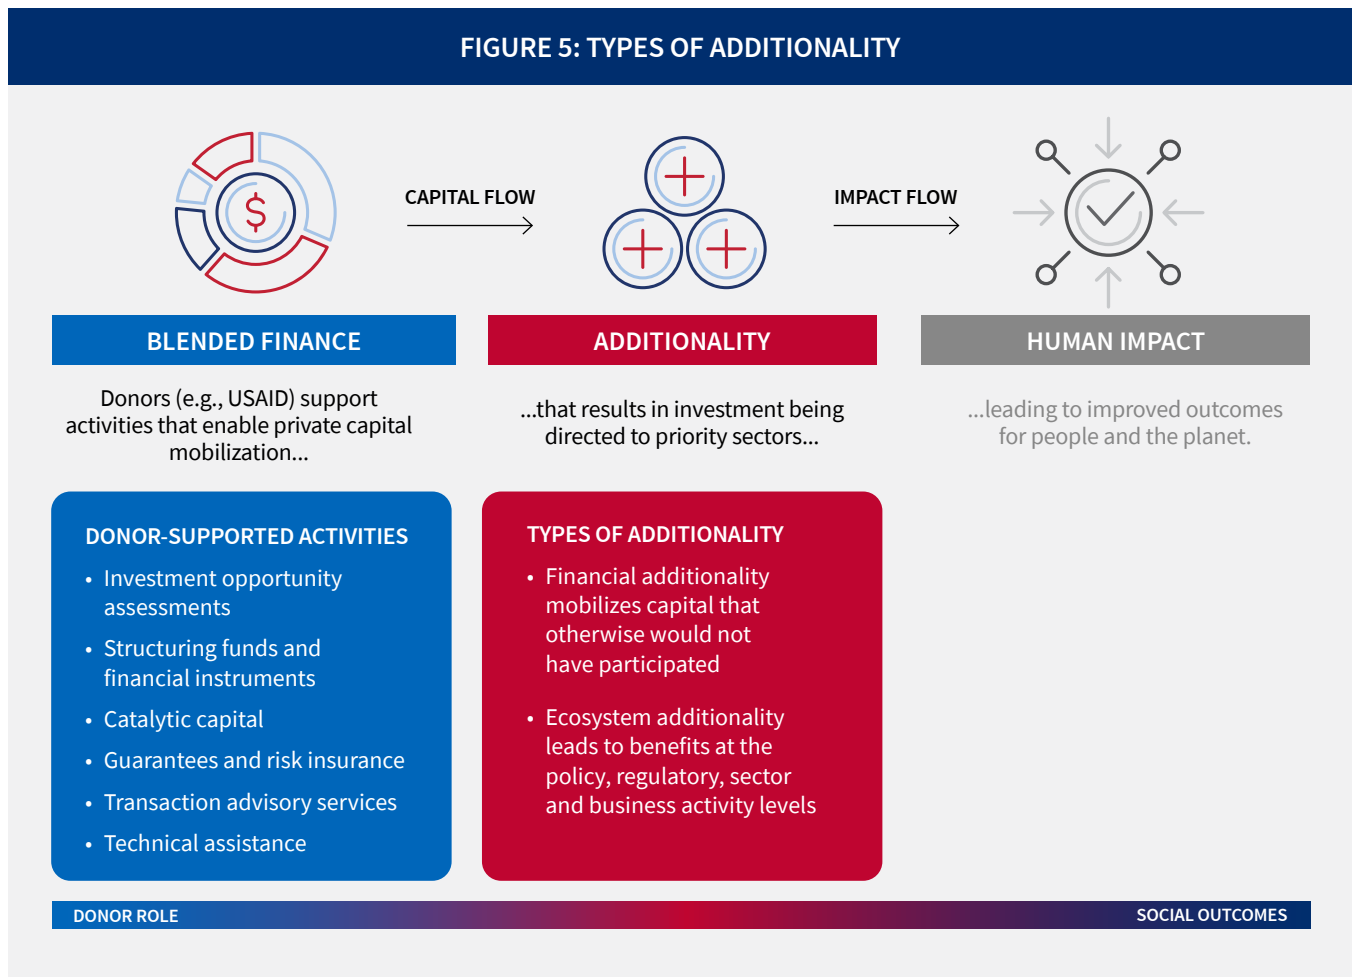 FIGURE 5: TYPES OF ADDITIONALITY
$
CAPITAL FLOW
IMPACT FLOW
BLENDED FINANCE
Donors (e.g., USAID) support
activities that enable private capital
mobilization...
ADDITIONALITY
...that results in investment being
directed to priority sectors...
HUMAN IMPACT
...leading to improved outcomes
for people and the planet.
DONOR-SUPPORTED ACTIVITIES
• Investment opportunity
assessments
• Structuring funds and
financial instruments
• Catalytic capital
• Guarantees and risk insurance
• Transaction advisory services
• Technical assistance
TYPES OF ADDITIONALITY
• Financial additionality
mobilizes capital that
otherwise would not
have participated
• Ecosystem additionality
leads to benefits at the
policy, regulatory, sector
and business activity levels
DONOR ROLE
SOCIAL OUTCOMES